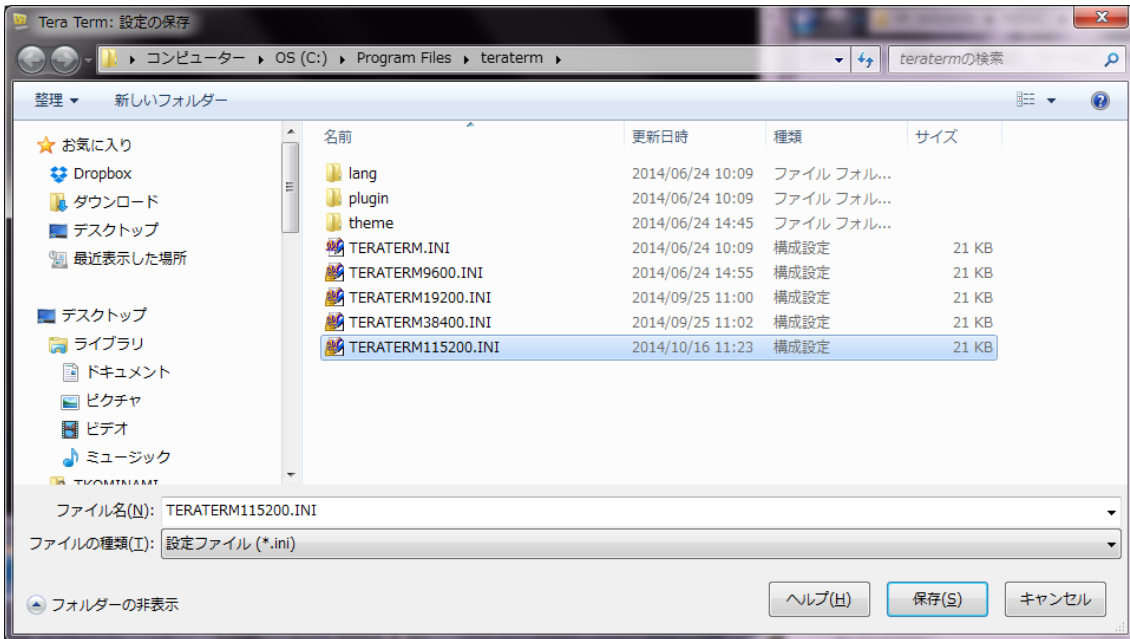 Tera Term: 設定の保存
コンピューター ▸ OS (C:) ▸ Program Files ▸ teraterm ▸
teratermの検索
整理 新しいフォルダー
お気に入り
Dropbox
ダウンロード
デスクトップ
最近表示した場所
デスクトップ
ライブラリ
ドキュメント
ピクチャ
ビデオ
ミュージック
TKOMINAMI
名前 更新日時 種類 サイズ
lang 2014/06/24 10:09 ファイル フォル...
plugin 2014/06/24 10:09 ファイル フォル...
theme 2014/06/24 14:45 ファイル フォル...
TERATERM.INI 2014/06/24 10:09 構成設定 21 KB
TERATERM9600.INI 2014/06/24 14:55 構成設定 21 KB
TERATERM19200.INI 2014/09/25 11:00 構成設定 21 KB
TERATERM38400.INI 2014/09/25 11:02 構成設定 21 KB
TERATERM115200.INI 2014/10/16 11:23 構成設定 21 KB
ファイル名(N): TERATERM115200.INI
ファイルの種類(T): 設定ファイル (*.ini)
フォルダーの非表示
ヘルプ(H) 保存(S) キャンセル